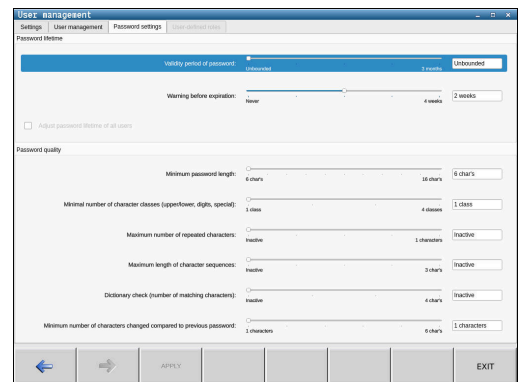 User management
Settings User management Password settings User-defined roles
Password lifetime
Validity period of password: Unbounded
Unbounded 3 months
Warning before expiration: 2 weeks
Never 4 weeks
Adjust password lifetime of all users
Password quality
Minimum password length: 6 char's
6 char's 16 char's
Minimal number of character classes (upper/lower, digits, special): 1 class
1 class 4 classes
Maximum number of repeated characters: Inactive
Inactive 1 characters
Maximum length of character sequences: Inactive
Inactive 3 char's
Dictionary check (number of matching characters): Inactive
Inactive 4 char's
Minimum number of characters changed compared to previous password: 1 characters
1 characters 6 char's
APPLY EXIT